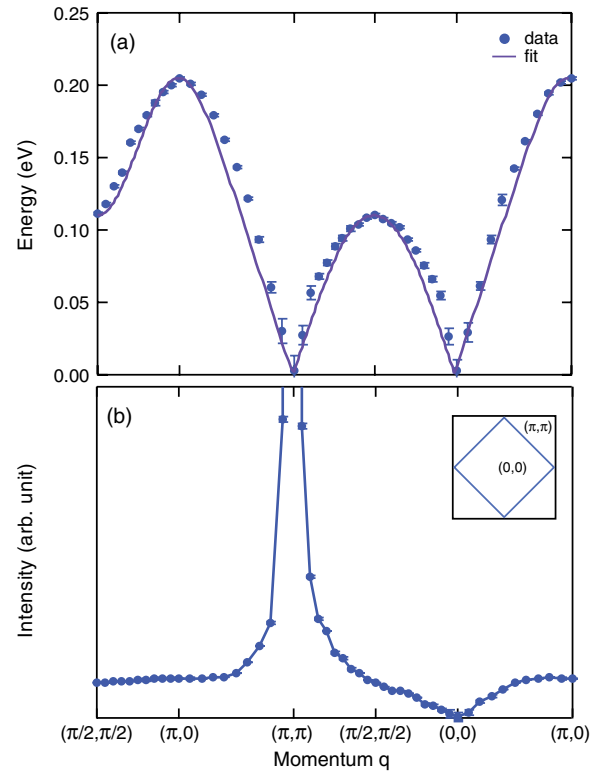 0.25
(a)
data
fit
0.20
0.15
0.10
0.05
0.00
Energy (eV)
(b)
(π,π)
(0,0)
Intensity (arb. unit)
(π/2,π/2) (π,0) (π,π) (π/2,π/2) (0,0) (π,0)
Momentum q